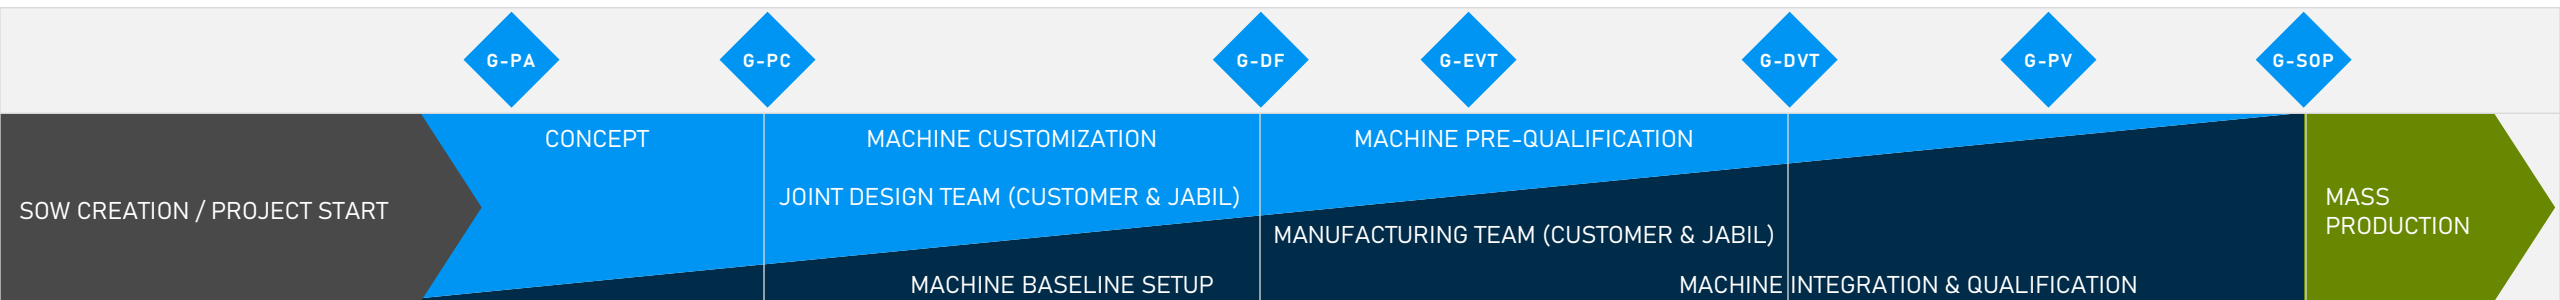 G-PA
G-PC
G-DF
G-EVT
G-DVT
G-PV
G-SOP
CONCEPT
MACHINE CUSTOMIZATION
MACHINE PRE-QUALIFICATION
SOW CREATION / PROJECT START
JOINT DESIGN TEAM (CUSTOMER & JABIL)
MANUFACTURING TEAM (CUSTOMER & JABIL)
MASS
PRODUCTION
MACHINE BASELINE SETUP
MACHINE INTEGRATION & QUALIFICATION